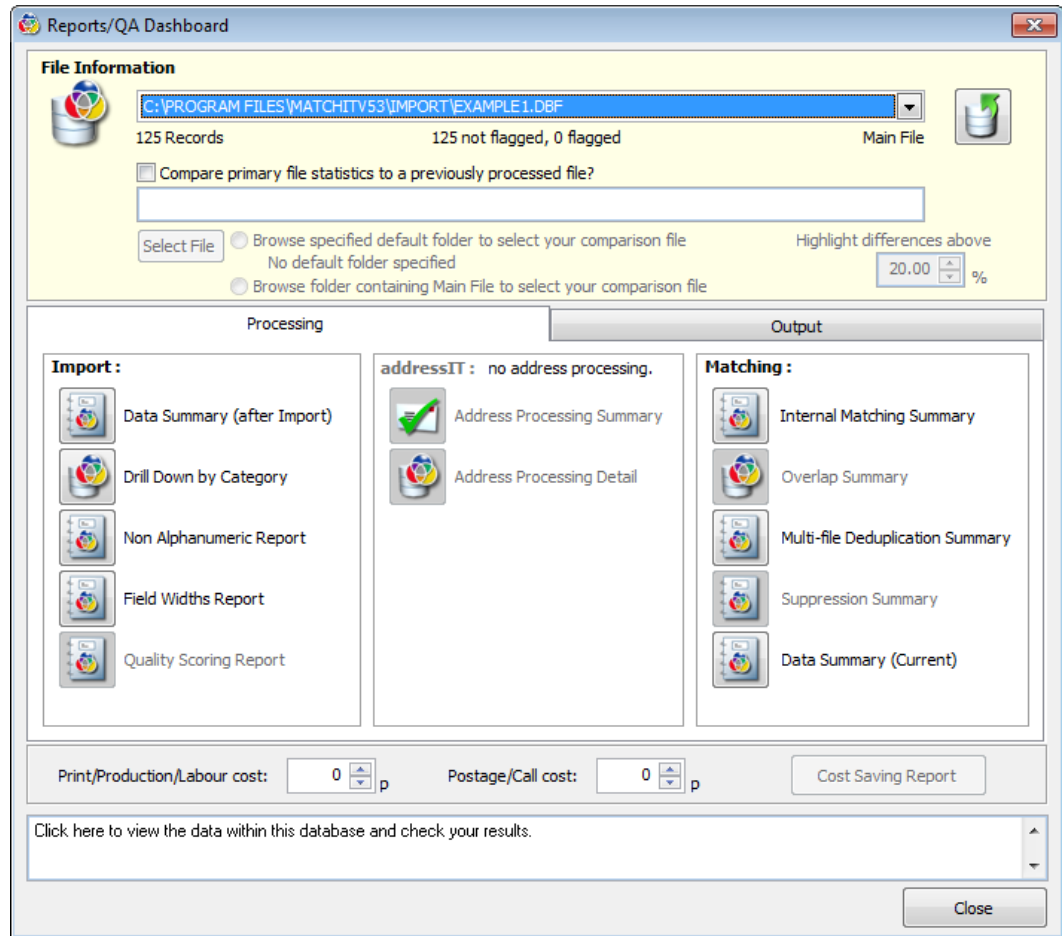 Reports/QA Dashboard
File Information
C:\PROGRAM FILES\MATCHITV53\IMPORT\EXAMPLE1.DBF
125 Records 125 not flagged, 0 flagged Main File
Compare primary file statistics to a previously processed file?
Select File Browse specified default folder to select your comparison file Highlight differences above
No default folder specified 20.00 %
Browse folder containing Main File to select your comparison file
Processing Output
Import :
Data Summary (after Import)
Drill Down by Category
Non Alphanumeric Report
Field Widths Report
Quality Scoring Report
addressIT : no address processing.
Address Processing Summary
Address Processing Detail
Matching :
Internal Matching Summary
Overlap Summary
Multi-file Deduplication Summary
Suppression Summary
Data Summary (Current)
Print/Production/Labour cost: 0 p Postage/Call cost: 0 p Cost Saving Report
Click here to view the data within this database and check your results.
Close